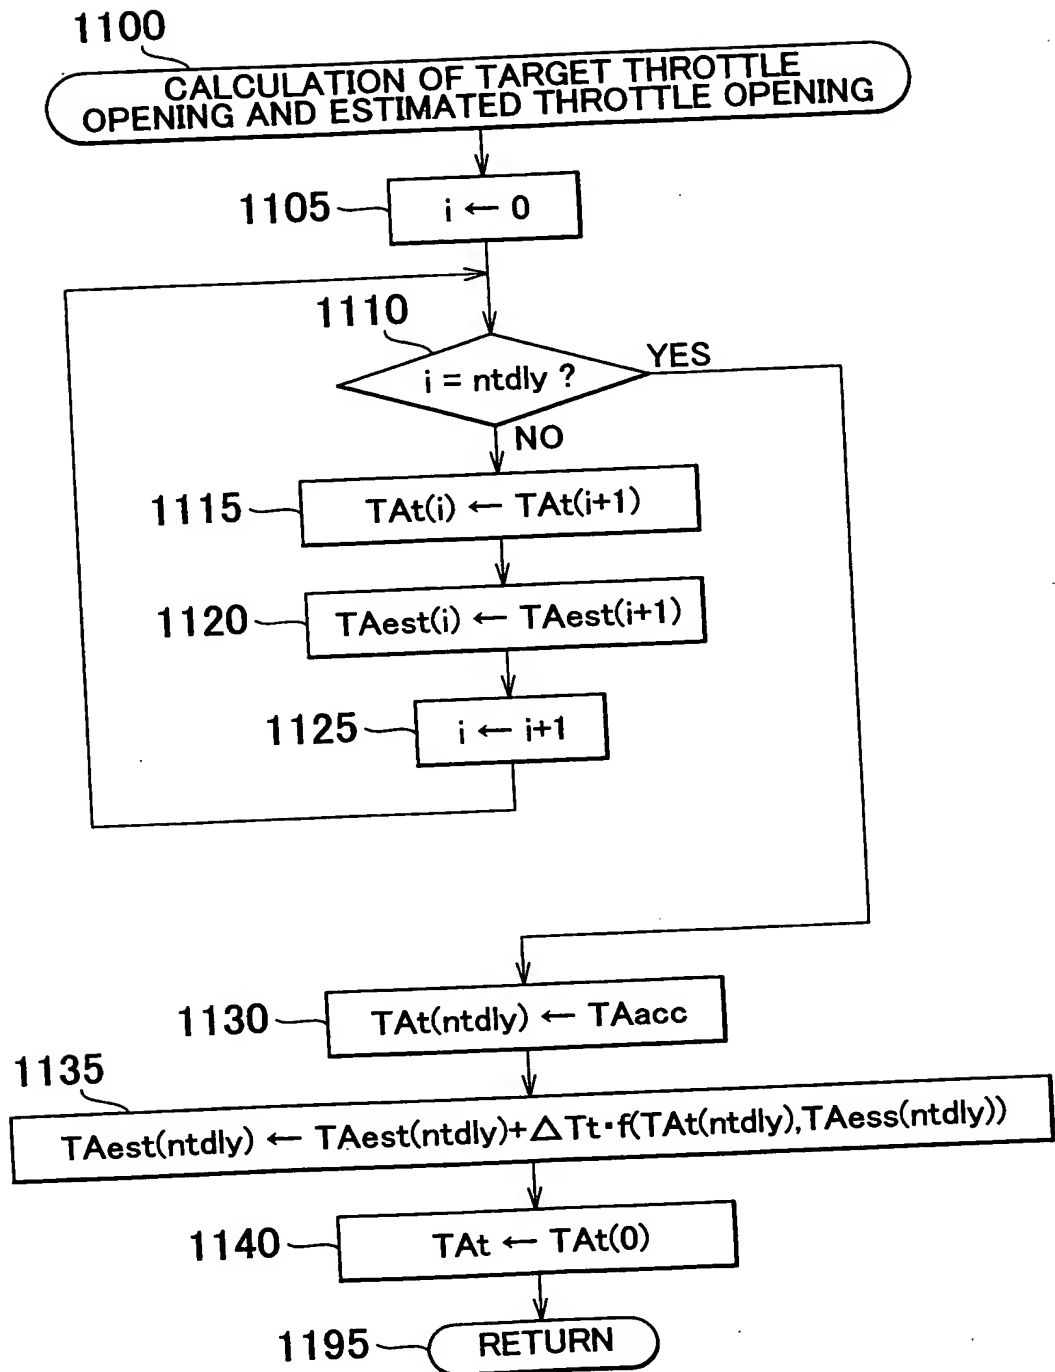 1100
CALCULATION OF TARGET THROTTLE
OPENING AND ESTIMATED THROTTLE OPENING
1105
i ← 0
1110
i = ntdly ?
YES
NO
1115
TAt(i) ← TAt(i+1)
1120
TAest(i) ← TAest(i+1)
1125
i ← i+1
1130
TAt(ntdly) ← TAacc
1135
TAest(ntdly) ← TAest(ntdly)+△Tt·f(TAt(ntdly),TAess(ntdly))
1140
TAt ← TAt(0)
1195
RETURN